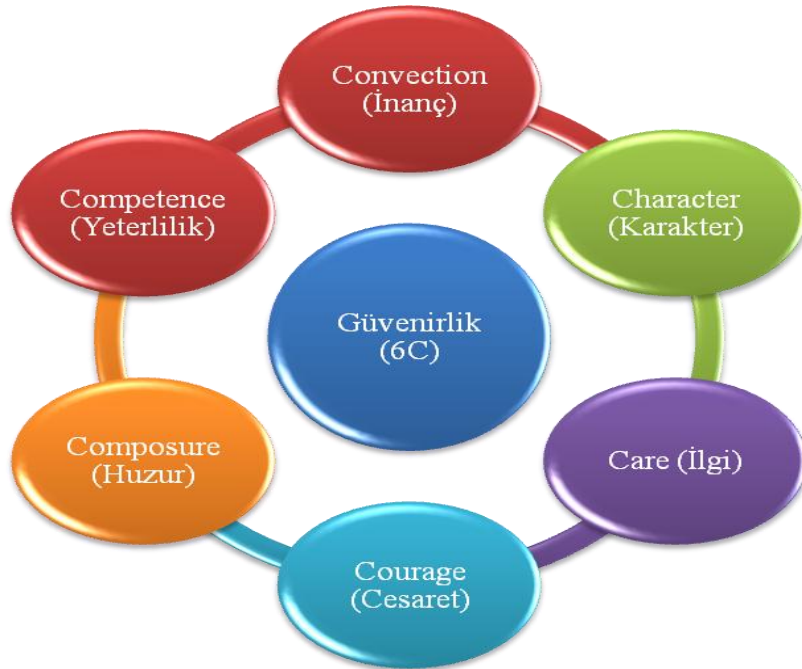 Convection
(İnanç)
Character
(Karakter)
Care (İlgi)
Courage
(Cesaret)
Composure
(Huzur)
Competence
(Yeterlilik)
Güvenirlik
(6C)